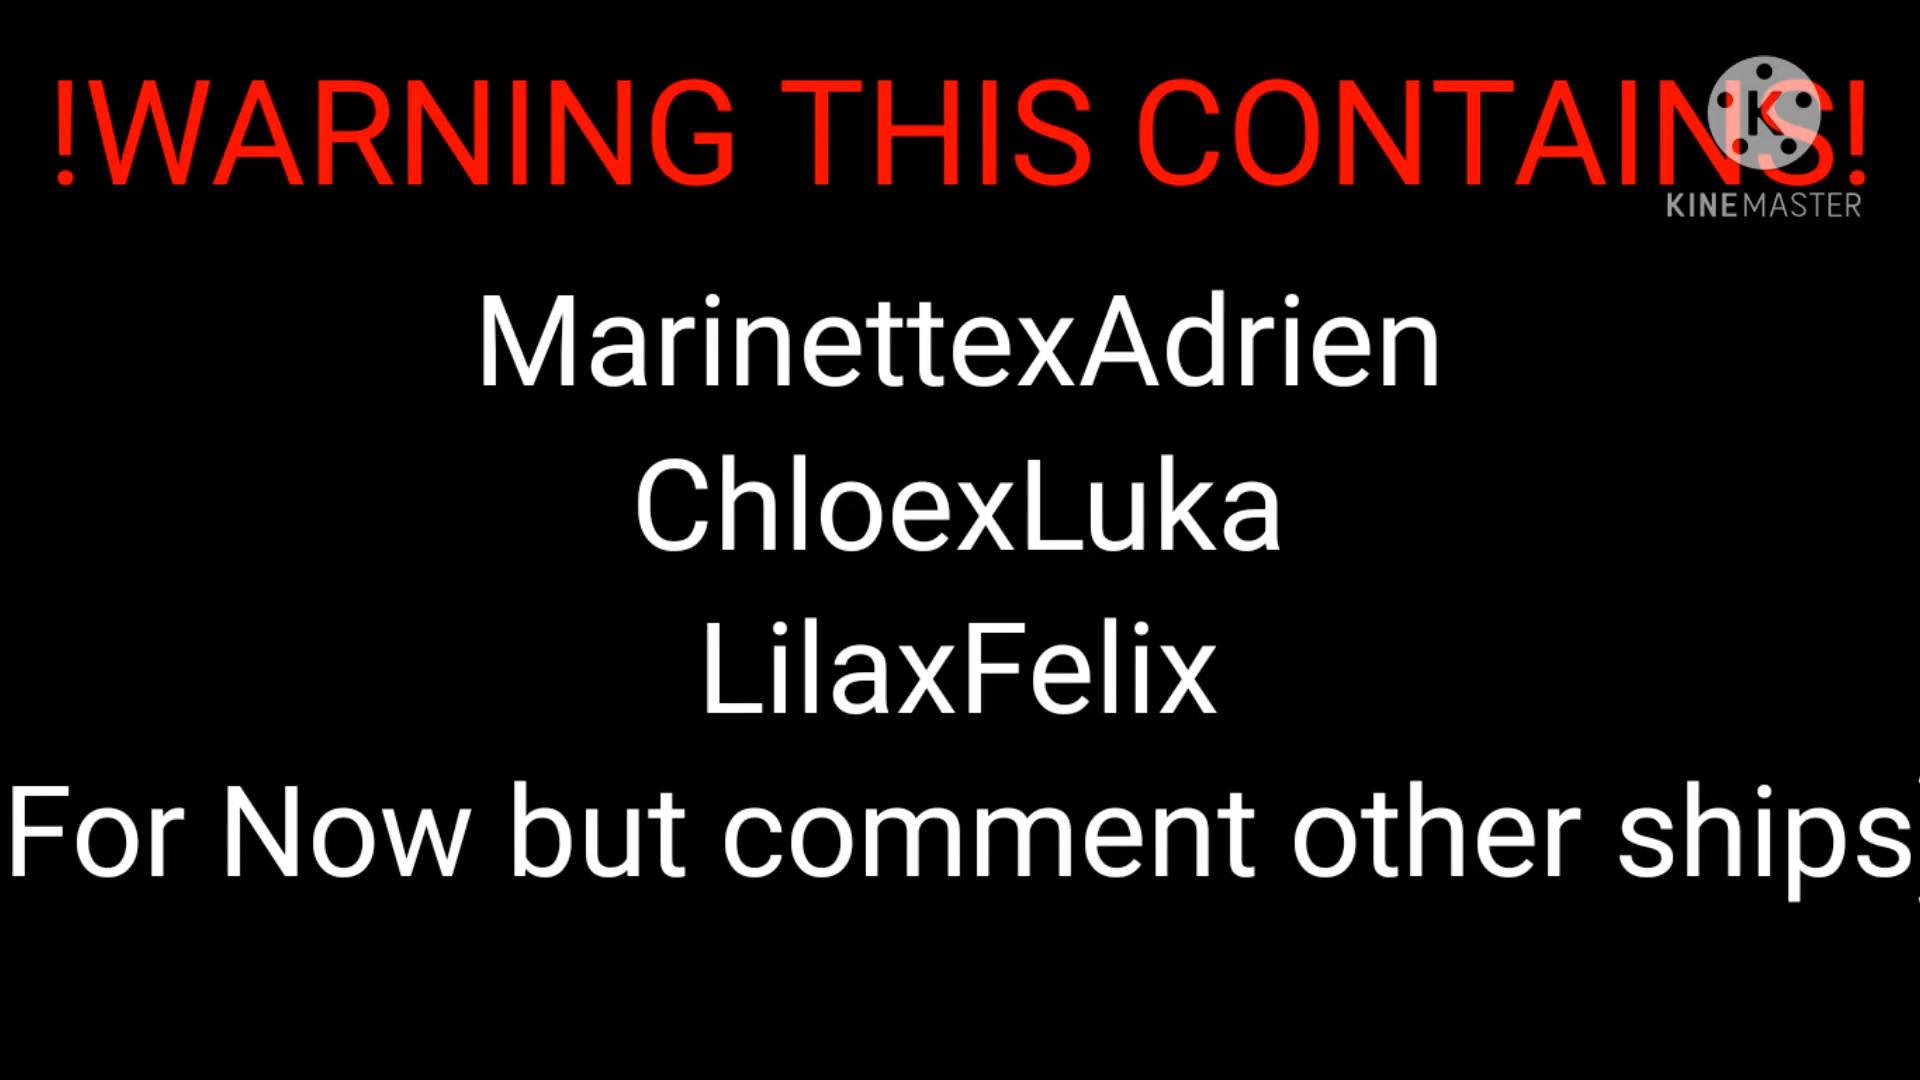 !WARNING THIS CONTAINS!
KINEMASTER
MarinettexAdrien
ChloexLuka
LilaxFelix
For Now but comment other ships